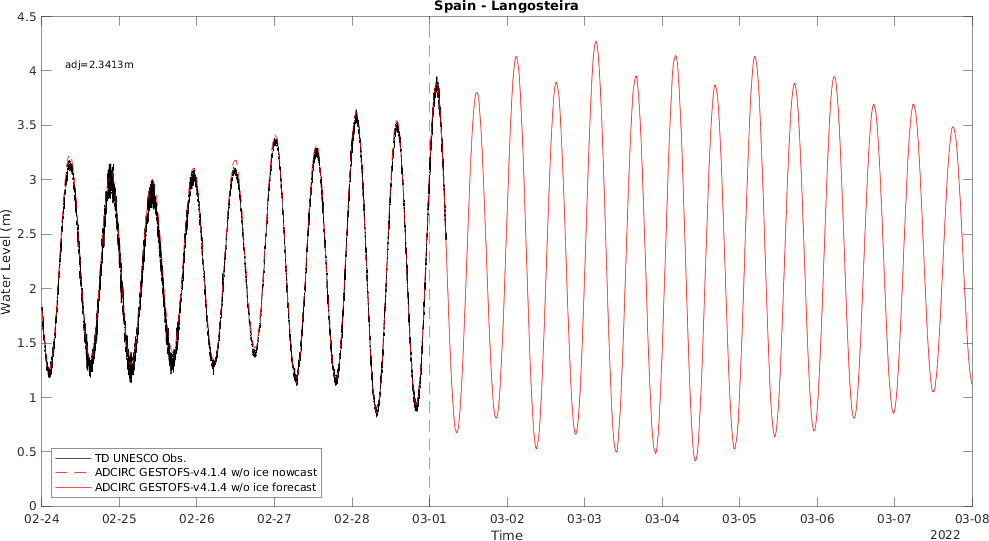 Spain - Langosteira
4.5
4
3.5
3
2.5
2
1.5
1
0.5
0
Water Level (m)
adj=2.3413m
TD UNESCO Obs.
ADCIRC GESTOFS-v4.1.4 w/o ice nowcast
ADCIRC GESTOFS-v4.1.4 w/o ice forecast
02-24 02-25 02-26 02-27 02-28 03-01 03-02 03-03 03-04 03-05 03-06 03-07 03-08
Time
2022